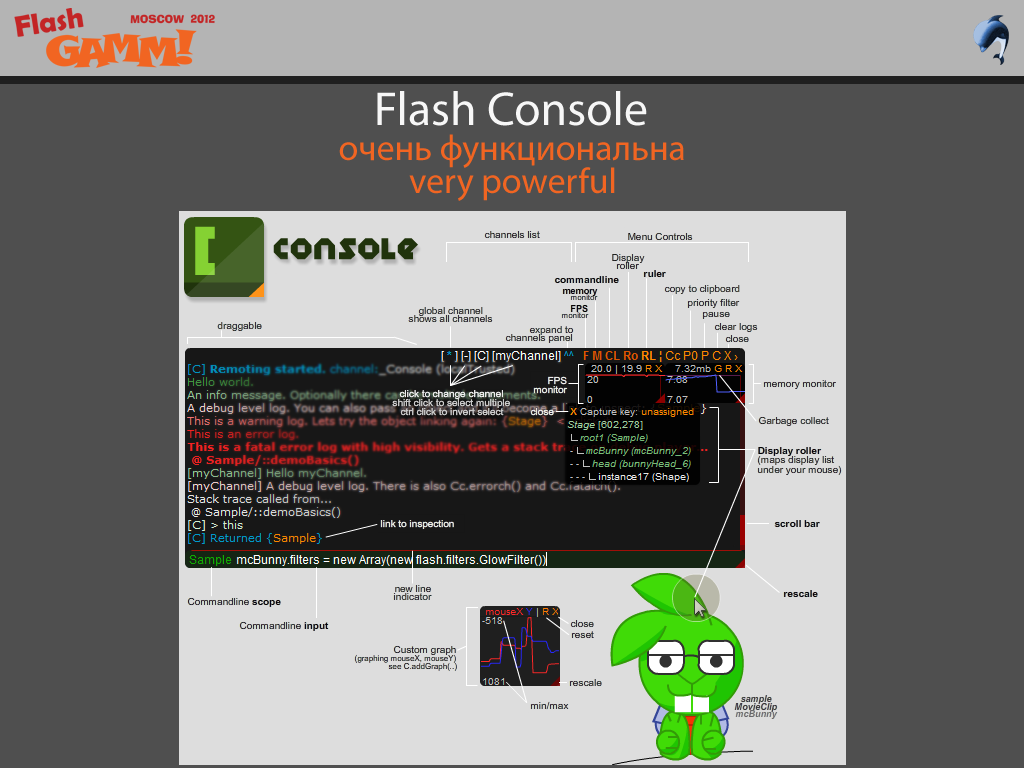 Flash
GAMM!
MOSCOW 2012
Flash Console
очень функциональна
very powerful
console
channels list
Menu Controls
Display
roller
ruler
commandline
memory
monitor
FPS
monitor
copy to clipboard
priority filter
pause
clear logs
close
global channel
shows all channels
expand to
channels panel
draggable
[ * ] [-] [C] [myChannel] ^^ F M C L Ro RL ¦ Cc P0 P C X ›
[C] Remoting started. channel:_Console (localTrusted)
Hello world.
An info message. Optionally there
A debug level log. You can also pass
This is a warning log. Lets try the object linking again: {Stage} <
This is an error log.
This is a fatal error log with high visibility. Gets a stack
@ Sample/::demoBasics()
[myChannel] Hello myChannel.
[myChannel] A debug level log. There is also Cc.errorch() and Cc.fatalch().
Stack trace called from...
@ Sample/::demoBasics()
[C] > this
[C] Returned {Sample}
Sample mcBunny.filters = new Array(new flash.filters.GlowFilter())
click to change channel
shift click to select multiple
ctrl click to invert select
link to inspection
FPS
monitor
close
20.0 | 19.9 R X
20
0
7.32mb G R X
7.68
7.07
X Capture key: unassigned
Stage [602,278]
∟root1 (Sample)
- ∟mcBunny (mcBunny_2)
- - ∟head (bunnyHead_6)
- - - ∟instance17 (Shape)
}
memory monitor
Garbage collect
Display roller
(maps display list
under your mouse)
scroll bar
rescale
Commandline scope
Commandline input
new line
indicator
Custom graph
(graphing mouseX, mouseY)
see C.addGraph(..)
mouseX Y | R X
-518
1081
close
reset
rescale
min/max
sample
MovieClip
mcBunny